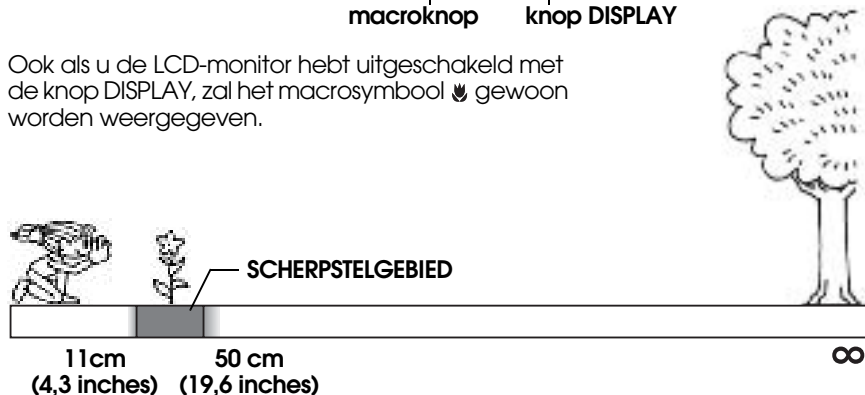 macroknop knop DISPLAY
Ook als u de LCD-monitor hebt uitgeschakeld met
de knop DISPLAY, zal het macrosymbool gewoon
worden weergegeven.
SCHERPSTELGEBIED
11cm 50 cm ∞
(4,3 inches) (19,6 inches)